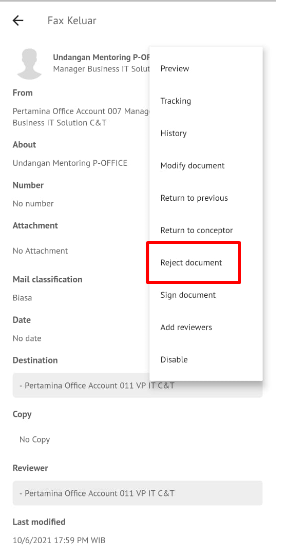 Fax Keluar
Undangan Mentoring P-OF
Manager Business IT Solut
From
Pertamina Office Account 007 Manag
Business IT Solution C&T
About
Undangan Mentoring P-OFFICE
Number
No number
Attachment
No Attachment
Mail classification
Biasa
Date
No date
Destination
- Pertamina Office Account 011 VP IT C&T
Copy
No Copy
Reviewer
- Pertamina Office Account 011 VP IT C&T
Last modified
10/6/2021 17:59 PM WIB
Preview
Tracking
History
Modify document
Return to previous
Return to conceptor
Reject document
Sign document
Add reviewers
Disable